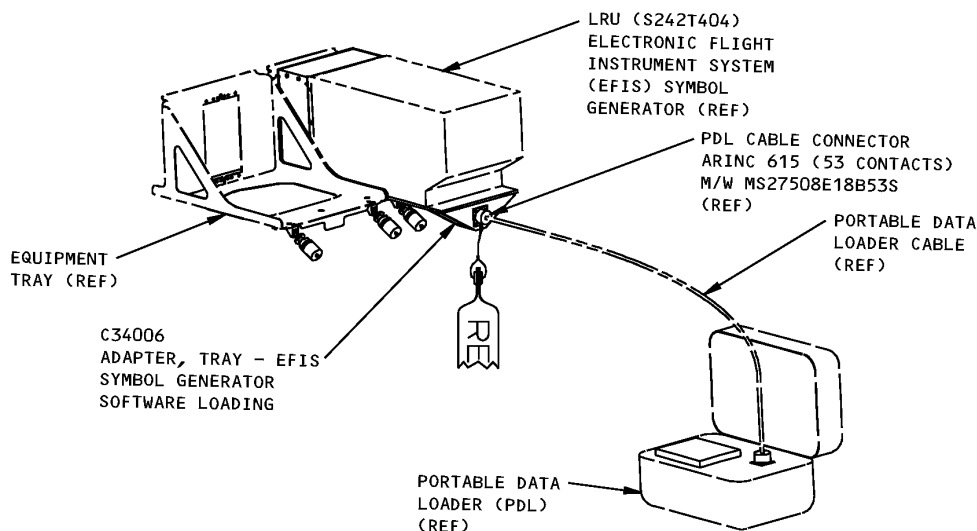 LRU (S242T404)
ELECTRONIC FLIGHT
INSTRUMENT SYSTEM
(EFIS) SYMBOL
GENERATOR (REF)
PDL CABLE CONNECTOR
ARINC 615 (53 CONTACTS)
M/W MS27508E18B53S
(REF)
PORTABLE DATA
LOADER CABLE
(REF)
EQUIPMENT
TRAY (REF)
C34006
ADAPTER, TRAY - EFIS
SYMBOL GENERATOR
SOFTWARE LOADING
RE
PORTABLE DATA
LOADER (PDL)
(REF)